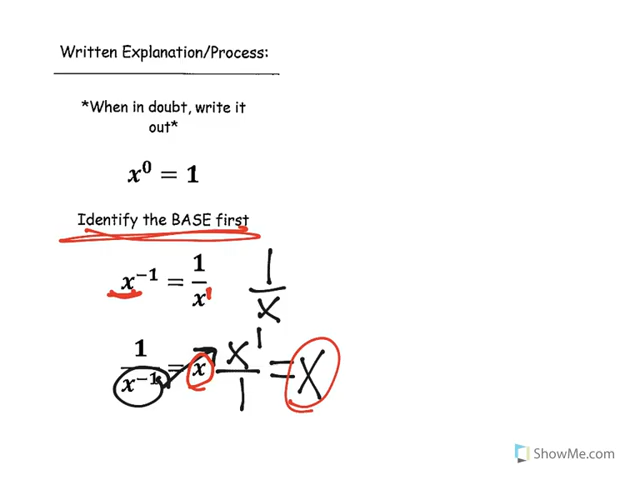 Written Explanation/Process:
*When in doubt, write it
out*
x⁰ = 1
Identify the BASE first
x⁻¹ = 1/x¹ 1/x
1/x⁻¹ = x x¹/1 = X
ShowMe.com